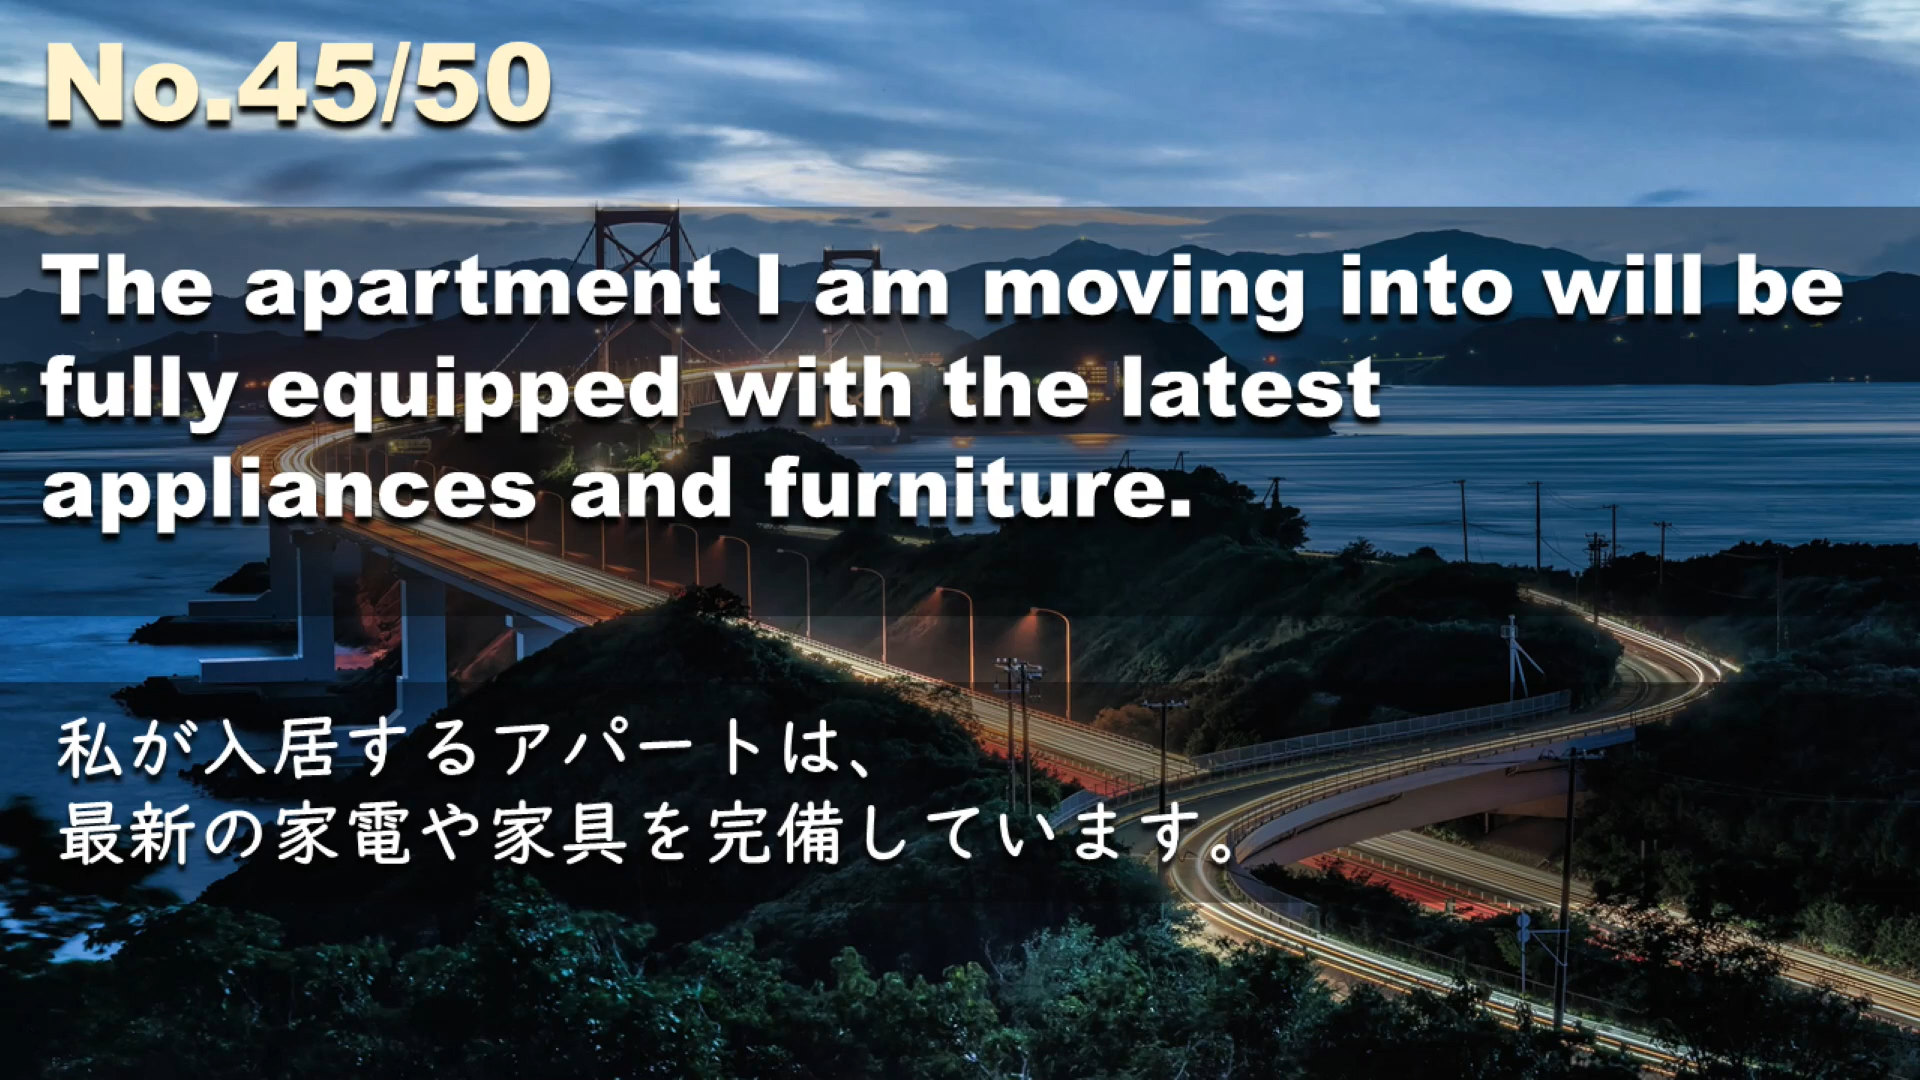 No.45/50
The apartment I am moving into will be
fully equipped with the latest
appliances and furniture.
私が入居するアパートは、
最新の家電や家具を完備しています。